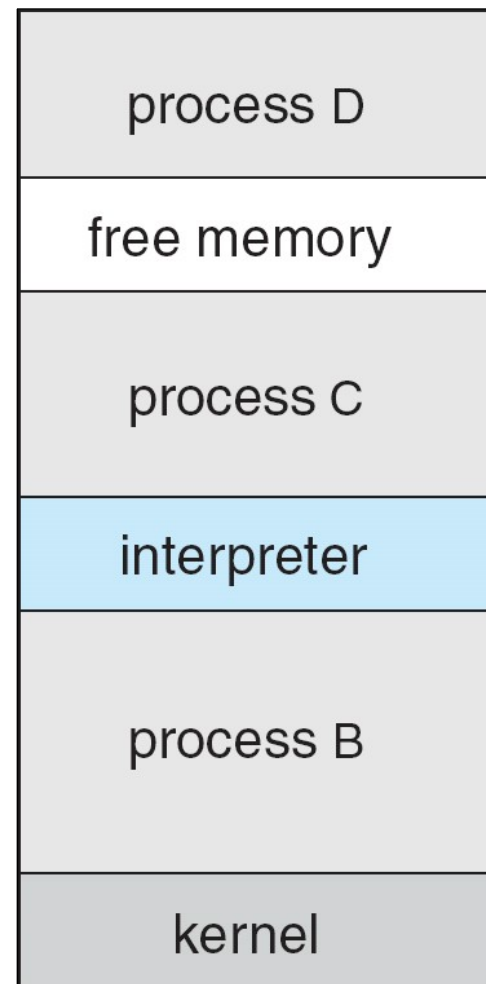 process D
free memory
process C
interpreter
process B
kernel